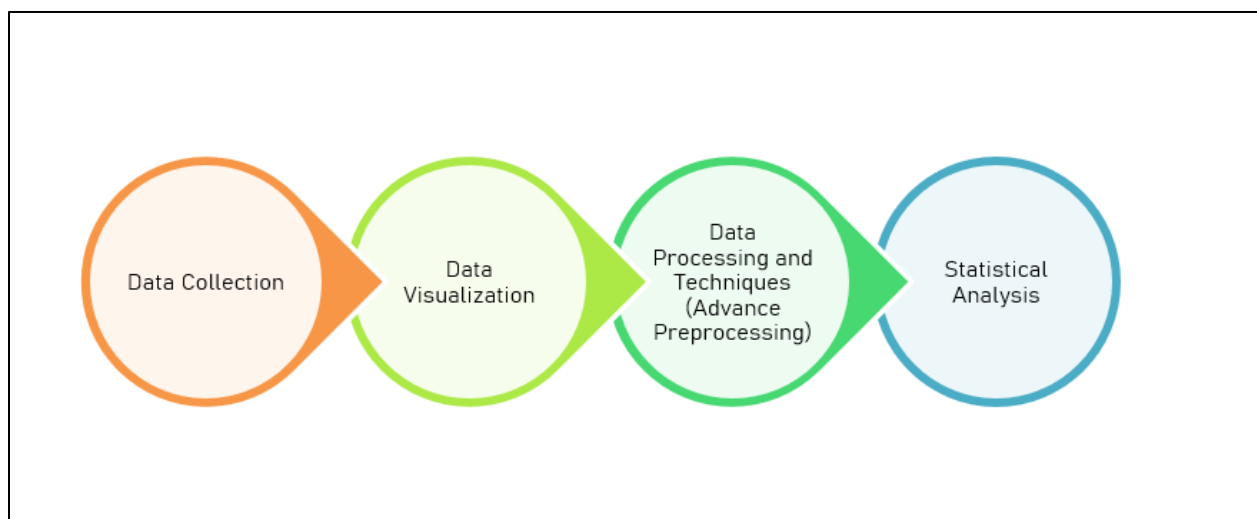 Data Collection
Data
Visualization
Data
Processing and
Techniques
(Advance
Preprocessing)
Statistical
Analysis